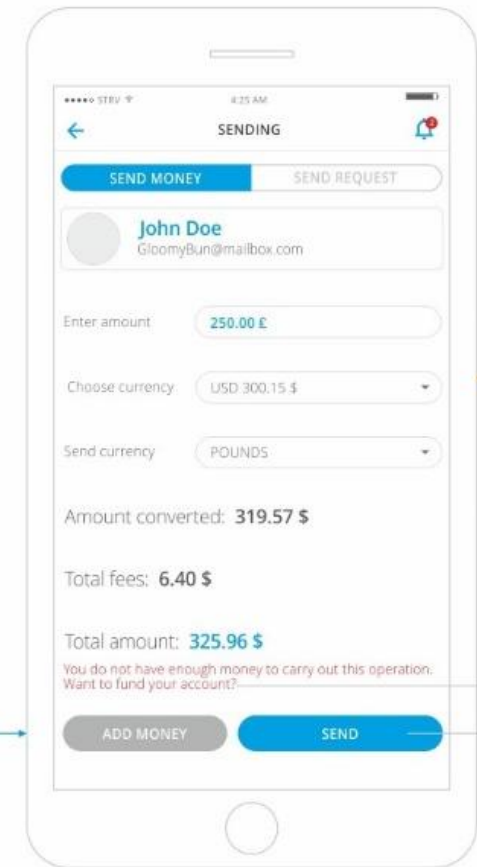 STRV 4:25 AM
SENDING
SEND MONEY SEND REQUEST
John Doe
GloomyBun@mailbox.com
Enter amount 250.00 £
Choose currency USD 300.15 $
Send currency POUNDS
Amount converted: 319.57 $
Total fees: 6.40 $
Total amount: 325.96 $
You do not have enough money to carry out this operation.
Want to fund your account?
ADD MONEY SEND